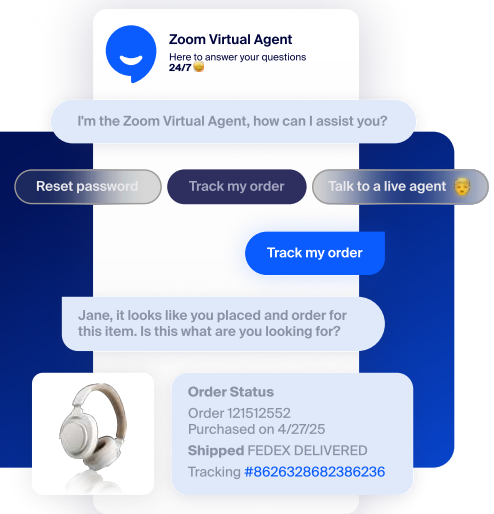 Zoom Virtual Agent
Here to answer your questions
24/7
I'm the Zoom Virtual Agent, how can I assist you?
Reset password
Track my order
Talk to a live agent
Track my order
Jane, it looks like you placed and order for
this item. Is this what are you looking for?
Order Status
Order 121512552
Purchased on 4/27/25
Shipped FEDEX DELIVERED
Tracking #8626328682386236